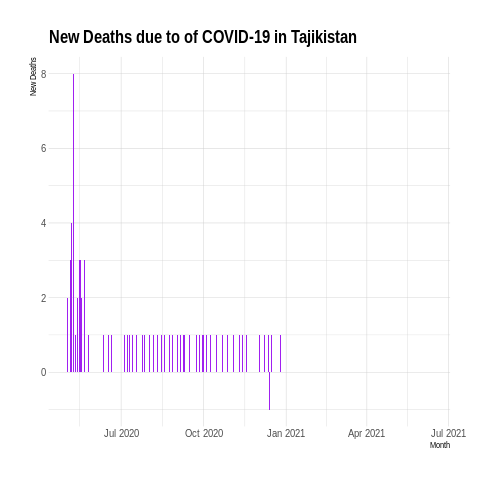 New Deaths due to of COVID-19 in Tajikistan
New Deaths
8
6
4
2
0
Jul 2020 Oct 2020 Jan 2021 Apr 2021 Jul 2021
Month